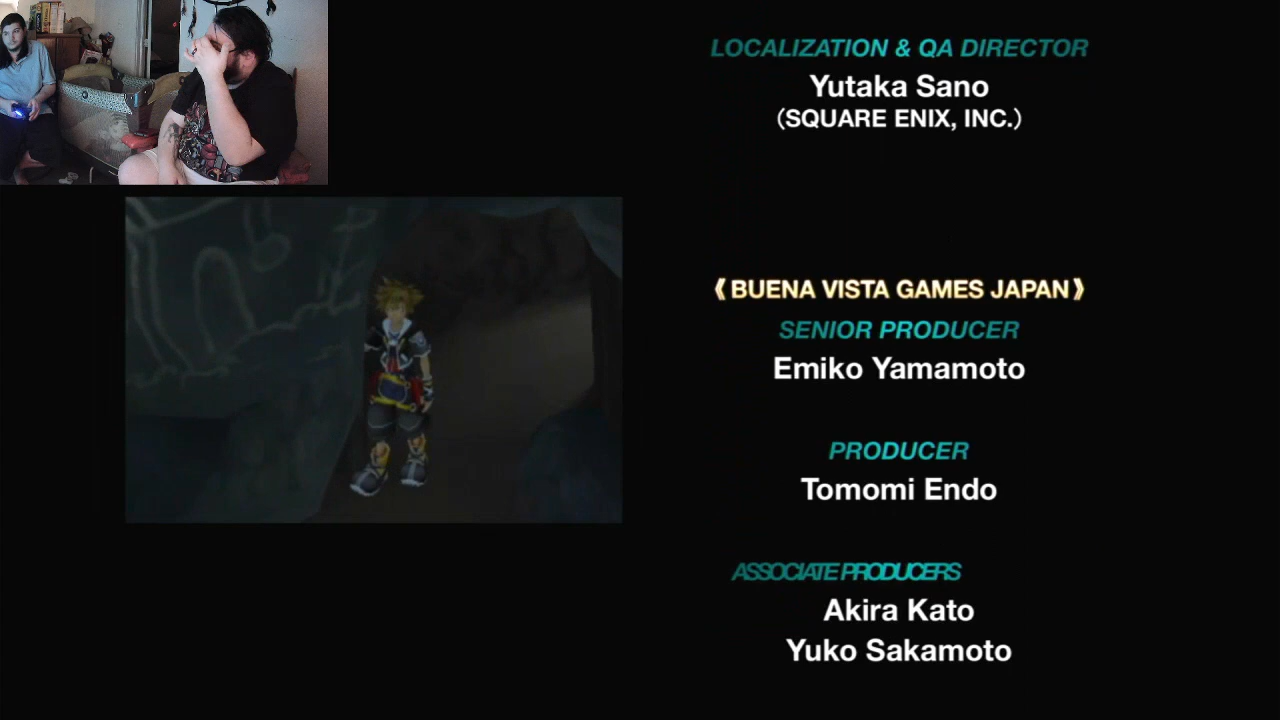 LOCALIZATION & QA DIRECTOR
Yutaka Sano
(SQUARE ENIX, INC.)
《BUENA VISTA GAMES JAPAN》
SENIOR PRODUCER
Emiko Yamamoto
PRODUCER
Tomomi Endo
ASSOCIATE PRODUCERS
Akira Kato
Yuko Sakamoto